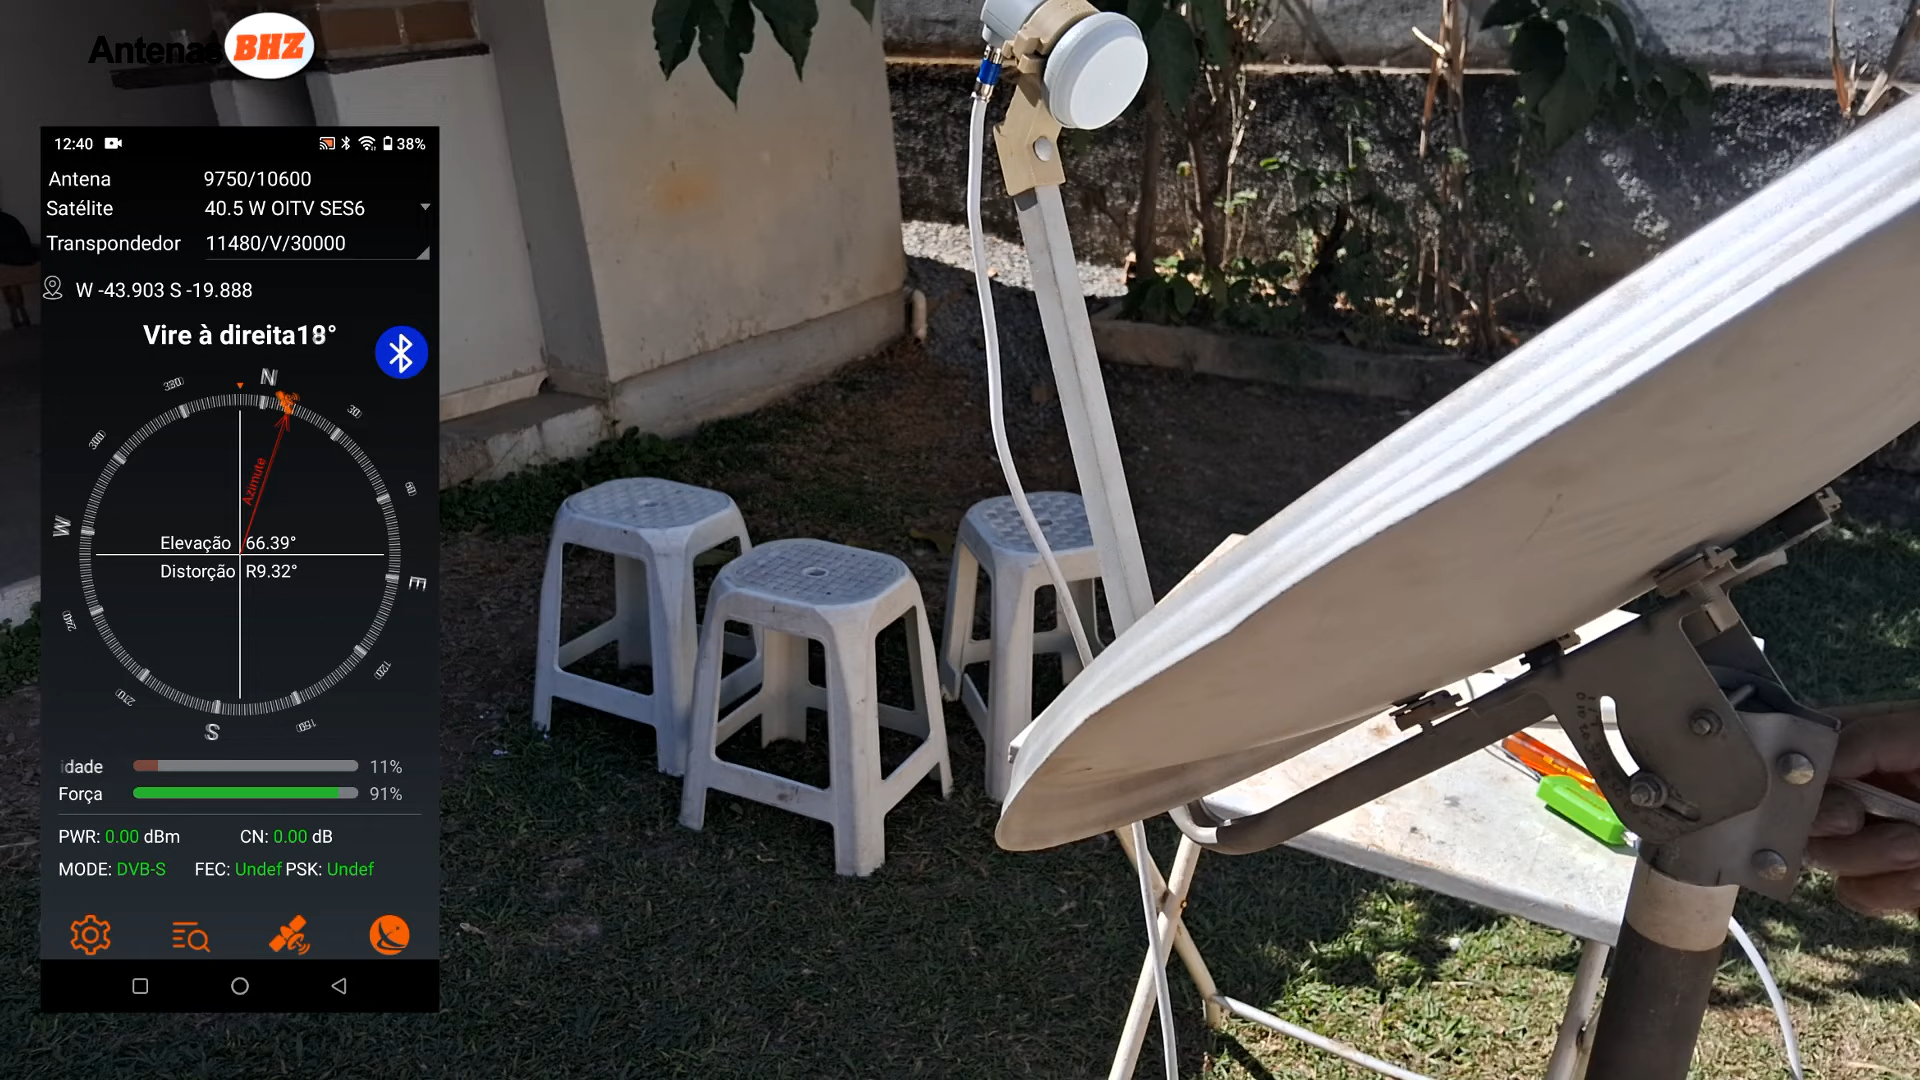 Antenas BHZ
12:40 38%
Antena 9750/10600
Satélite 40.5 W OITV SES6
Transpondedor 11480/V/30000
W -43.903 S -19.888
Vire à direita18°
330 N 30
300 60
Azimute
W E
Elevação 66.39°
Distorção R9.32°
240 120
210 S 150
idade 11%
Força 91%
PWR: 0.00 dBm CN: 0.00 dB
MODE: DVB-S FEC: Undef PSK: Undef